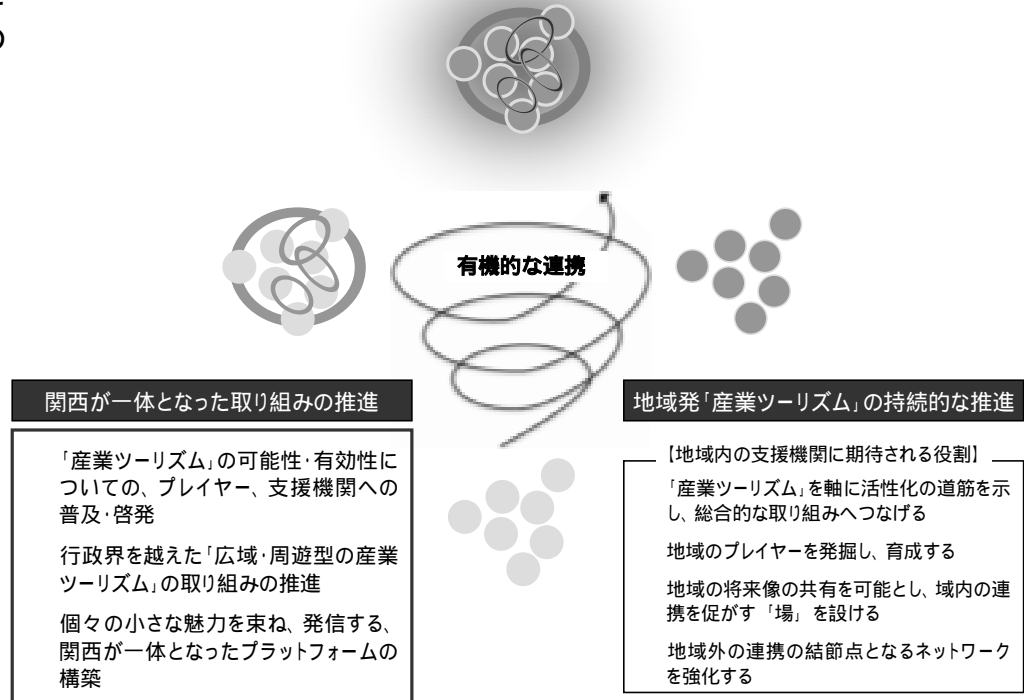 の
有機的な連携
関西が一体となった取り組みの推進
「産業ツーリズム」の可能性・有効性に
ついての、プレイヤー、支援機関への
普及・啓発
行政界を越えた「広域・周遊型の産業
ツーリズム」の取り組みの推進
個々の小さな魅力を束ね、発信する、
関西が一体となったプラットフォームの
構築
地域発「産業ツーリズム」の持続的な推進
【地域内の支援機関に期待される役割】
「産業ツーリズム」を軸に活性化の道筋を示
し、総合的な取り組みへつなげる
地域のプレイヤーを発掘し、育成する
地域の将来像の共有を可能とし、域内の連
携を促がす「場」を設ける
地域外の連携の結節点となるネットワーク
を強化する